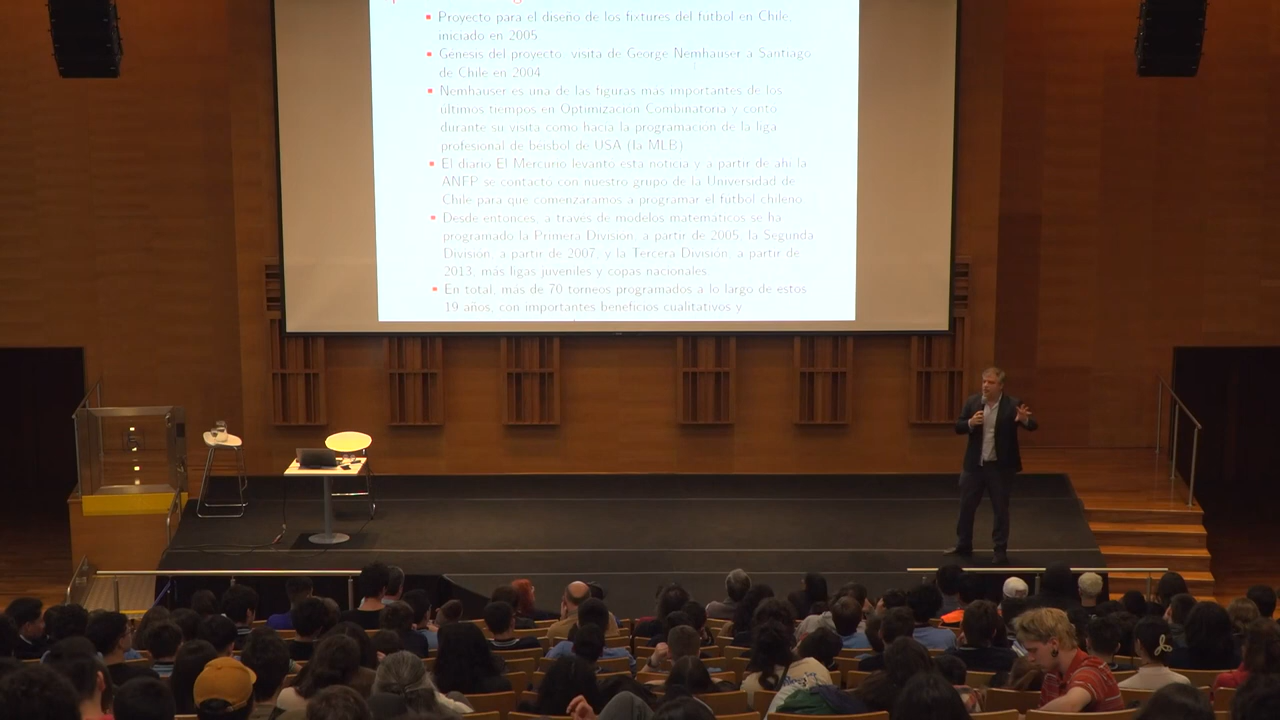 Proyecto para el diseño de los fixtures del fútbol en Chile,
iniciado en 2005.
Génesis del proyecto: visita de George Nemhauser a Santiago
de Chile en 2004.
Nemhauser es una de las figuras más importantes de los
últimos tiempos en Optimización Combinatoria y contó
durante su visita como hacía la programación de la liga
profesional de béisbol de USA (la MLB).
El diario El Mercurio levantó esta noticia y a partir de ahí la
ANFP se contactó con nuestro grupo de la Universidad de
Chile para que comenzáramos a programar el fútbol chileno.
Desde entonces, a través de modelos matemáticos se ha
programado la Primera División, a partir de 2005; la Segunda
División, a partir de 2007; y la Tercera División, a partir de
2013, más ligas juveniles y copas nacionales.
En total, más de 70 torneos programados a lo largo de estos
19 años, con importantes beneficios cualitativos y